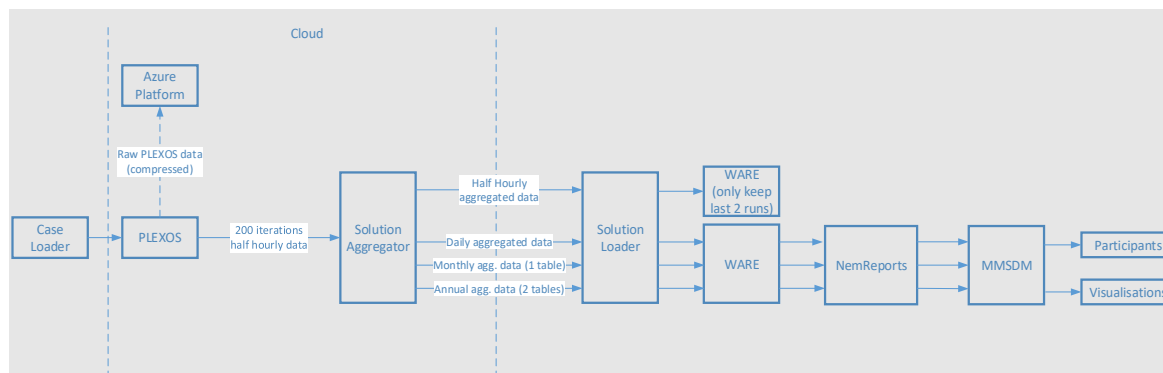 Cloud
Azure
Platform
Raw PLEXOS data
(compressed)
Case
Loader
PLEXOS
200 iterations
half hourly data
Solution
Aggregator
Half Hourly
aggregated data
Daily aggregated data
Monthly agg. data (1 table)
Annual agg. data (2 tables)
Solution
Loader
WARE
(only keep
last 2 runs)
WARE
NemReports
MMSDM
Participants
Visualisations